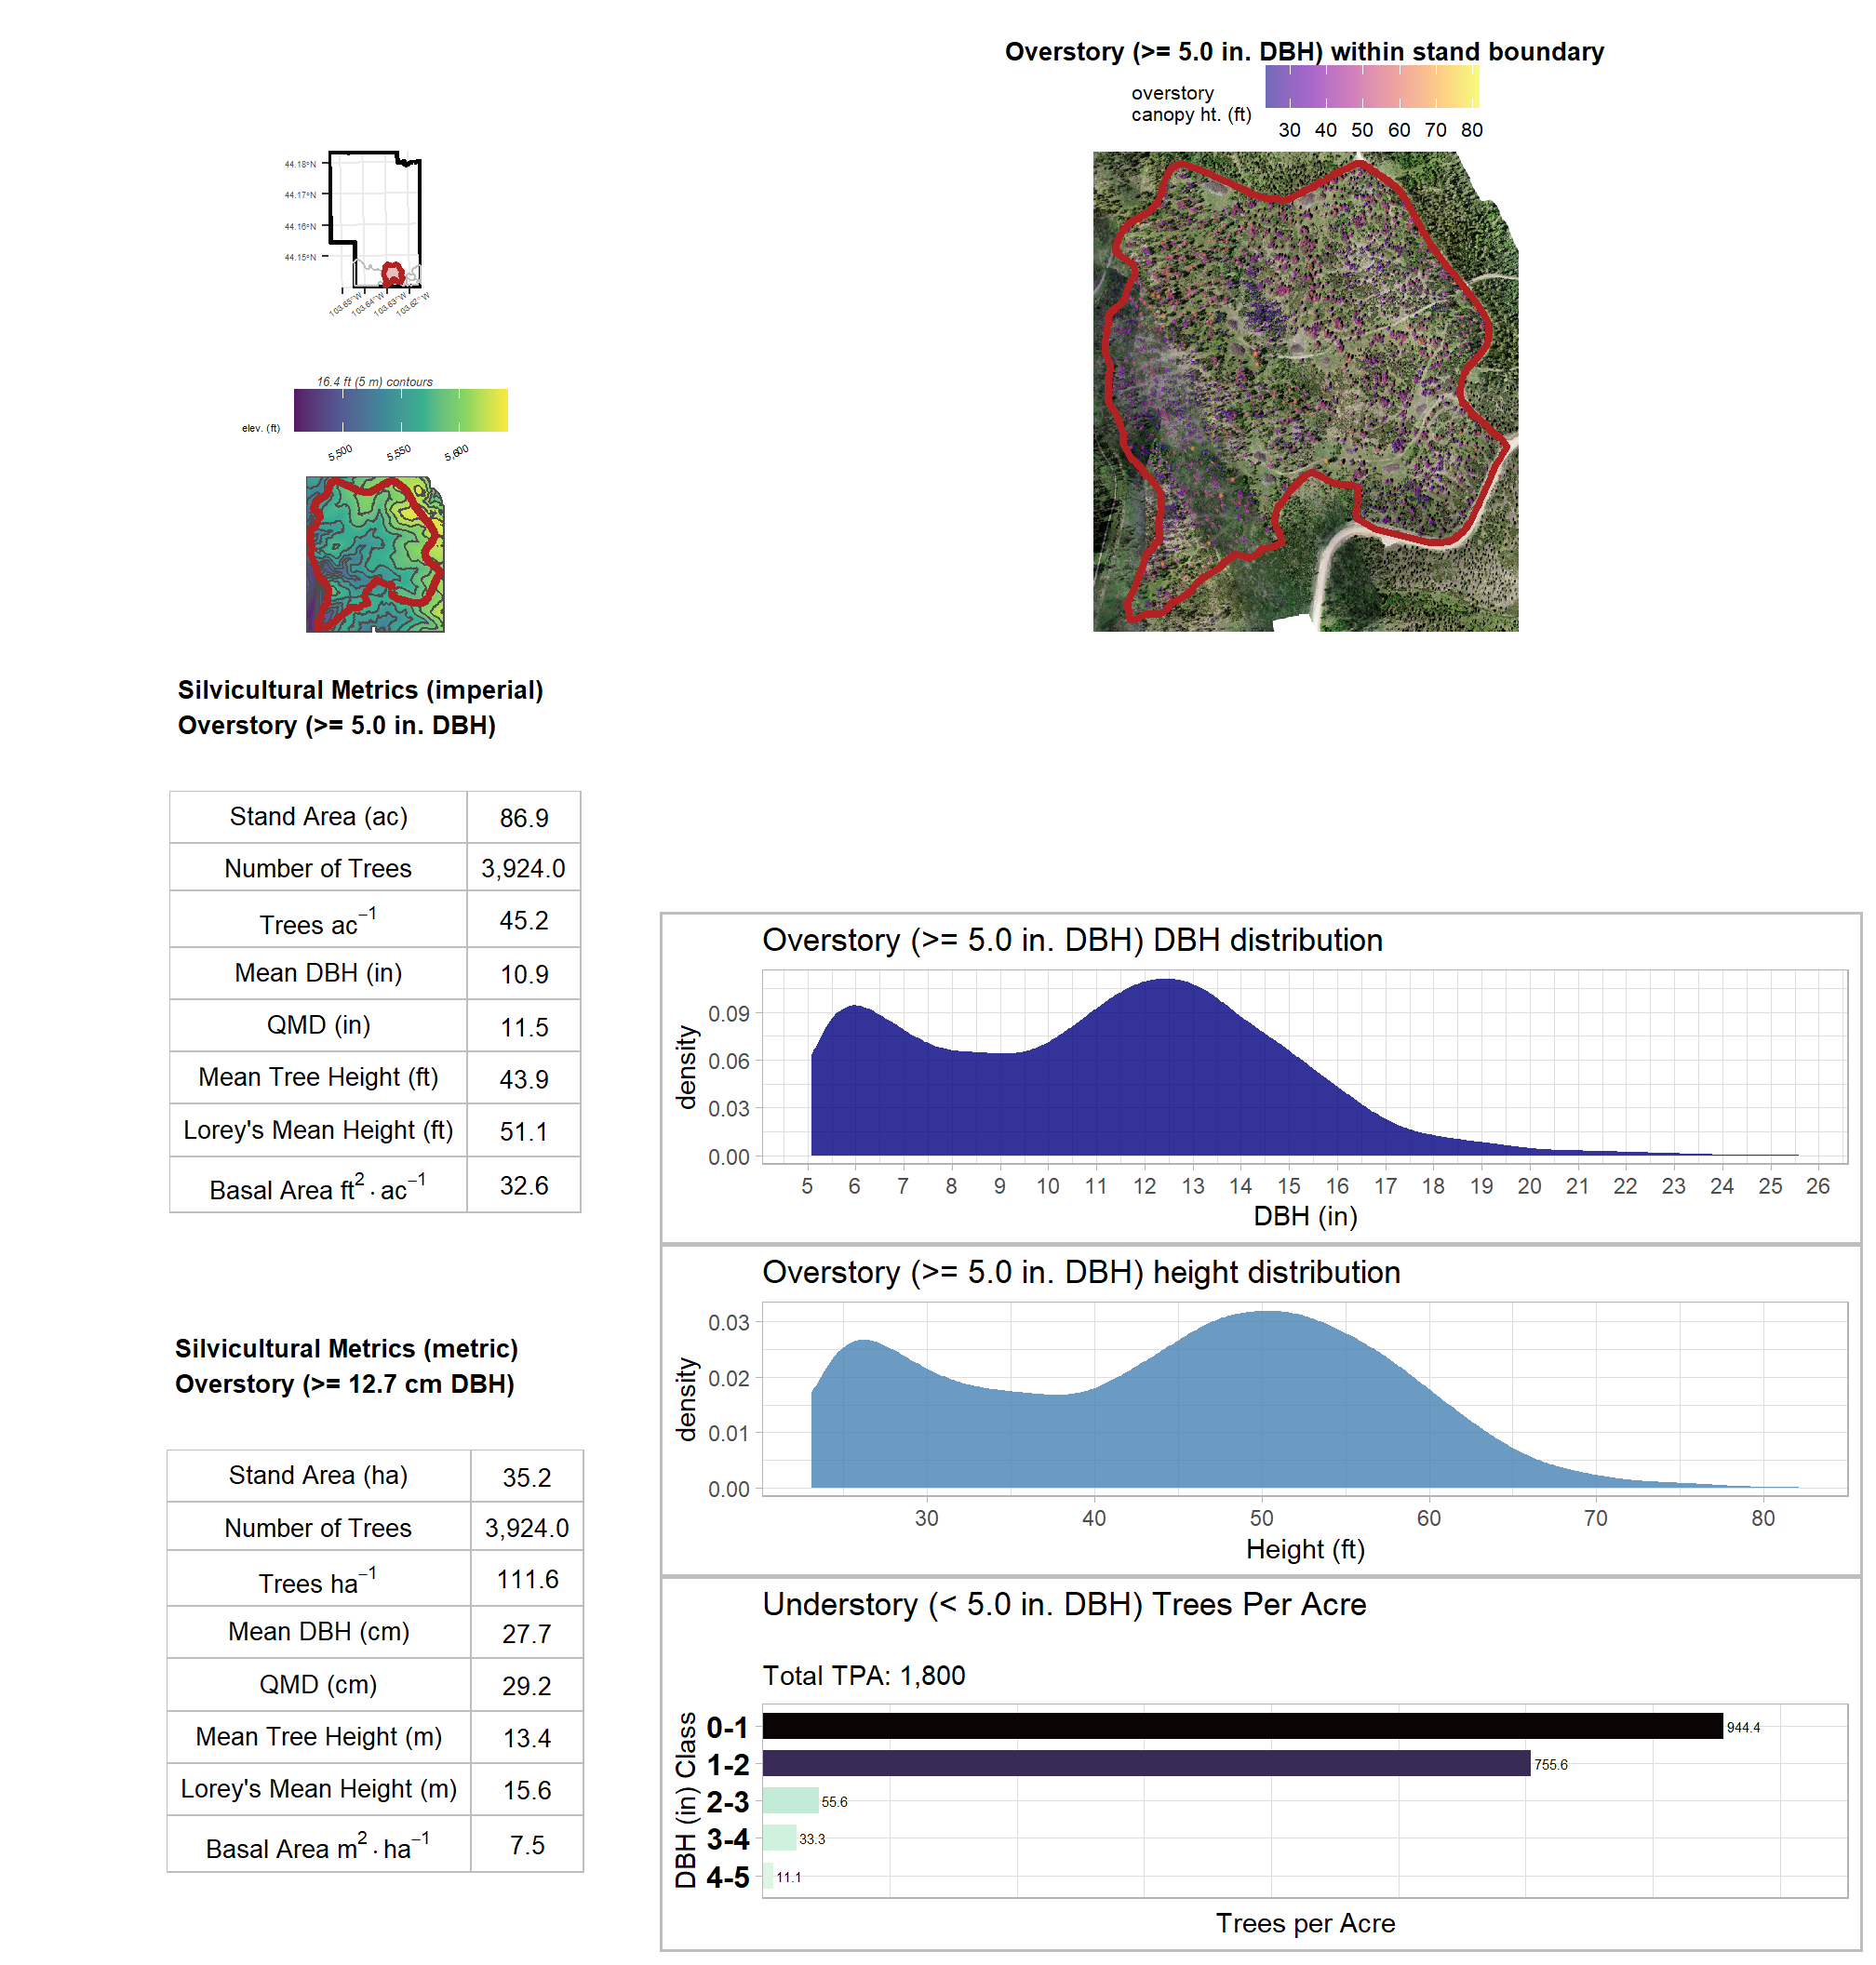 Overstory (>= 5.0 in. DBH) within stand boundary
overstory
canopy ht. (ft)
30 40 50 60 70 80
44.18°N
44.17°N
44.16°N
44.15°N
103.65°W 103.64°W 103.63°W 103.62°W
16.4 ft (5 m) contours
elev. (ft)
5,500 5,550 5,600
Silvicultural Metrics (imperial)
Overstory (>= 5.0 in. DBH)
Stand Area (ac) 86.9
Number of Trees 3,924.0
Trees ac⁻¹ 45.2
Mean DBH (in) 10.9
QMD (in) 11.5
Mean Tree Height (ft) 43.9
Lorey's Mean Height (ft) 51.1
Basal Area ft² · ac⁻¹ 32.6
Silvicultural Metrics (metric)
Overstory (>= 12.7 cm DBH)
Stand Area (ha) 35.2
Number of Trees 3,924.0
Trees ha⁻¹ 111.6
Mean DBH (cm) 27.7
QMD (cm) 29.2
Mean Tree Height (m) 13.4
Lorey's Mean Height (m) 15.6
Basal Area m² · ha⁻¹ 7.5
Overstory (>= 5.0 in. DBH) DBH distribution
density
0.09
0.06
0.03
0.00
5 6 7 8 9 10 11 12 13 14 15 16 17 18 19 20 21 22 23 24 25 26
DBH (in)
Overstory (>= 5.0 in. DBH) height distribution
density
0.03
0.02
0.01
0.00
30 40 50 60 70 80
Height (ft)
Understory (< 5.0 in. DBH) Trees Per Acre
Total TPA: 1,800
DBH (in) Class
0-1 944.4
1-2 755.6
2-3 55.6
3-4 33.3
4-5 11.1
Trees per Acre